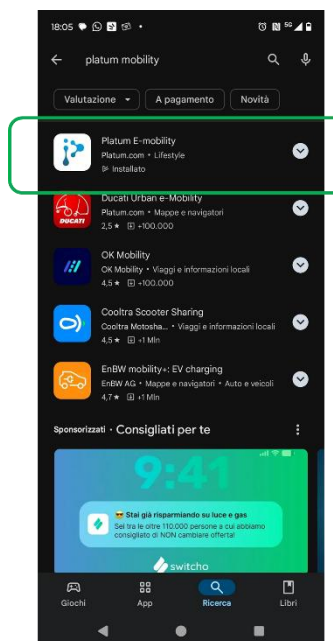 18:05
5G
platum mobility
Valutazione
A pagamento
Novità
Platum E-mobility
Platum.com • Lifestyle
Installato
DUCATI
Ducati Urban e-Mobility
Platum.com • Mappe e navigatori
2,5 ★ +100.000
OK Mobility
OK Mobility • Viaggi e informazioni locali
4,5 ★ +100.000
Cooltra Scooter Sharing
Cooltra Motosha... • Viaggi e informazioni locali
4,5 ★ +1 Mln
EnBW mobility+: EV charging
EnBW AG • Mappe e navigatori • Auto e veicoli
4,7 ★ +1 Mln
Sponsorizzati • Consigliati per te
9:41
Stai già risparmiando su luce e gas
Sei tra le oltre 110.000 persone a cui abbiamo
consigliato di NON cambiare offerta!
switcho
Giochi
App
Ricerca
Libri